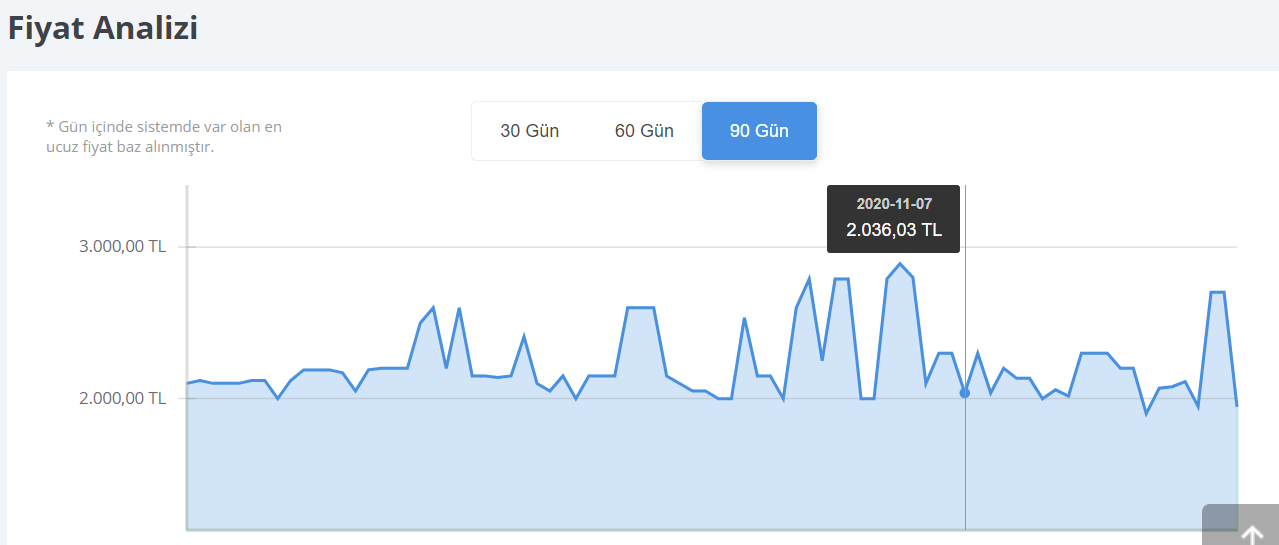 Fiyat Analizi
* Gün içinde sistemde var olan en
ucuz fiyat baz alınmıştır.
30 Gün
60 Gün
90 Gün
2020-11-07
2.036,03 TL
3.000,00 TL
2.000,00 TL